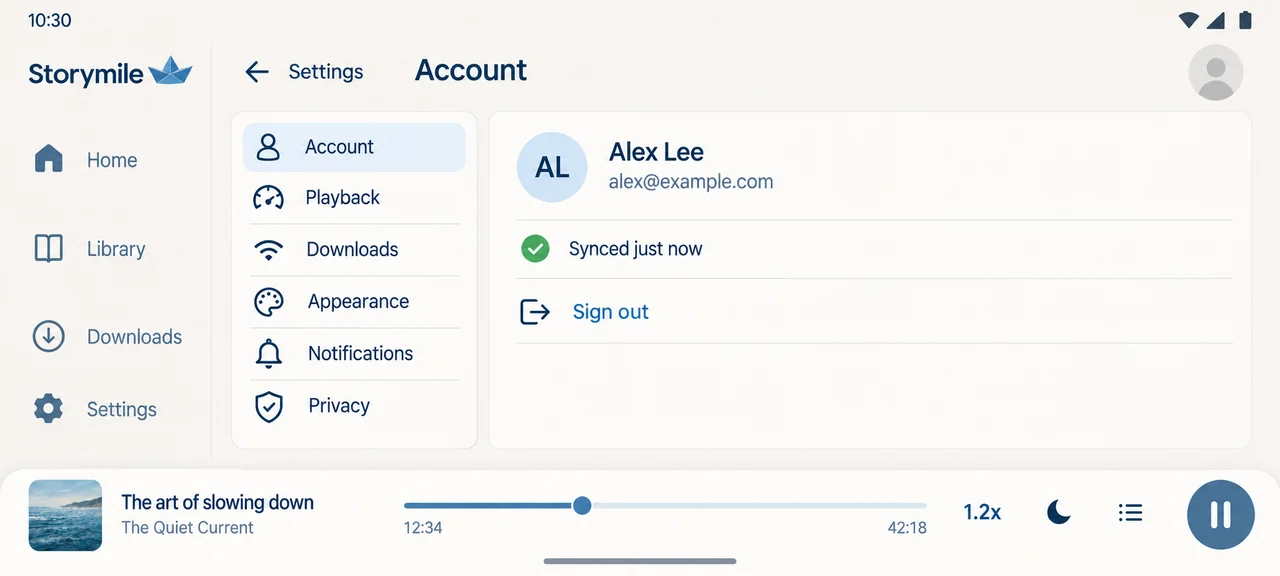 10:30
Storymile
Home
Library
Downloads
Settings
Settings
Account
Account
Playback
Downloads
Appearance
Notifications
Privacy
AL
Alex Lee
alex@example.com
Synced just now
Sign out
The art of slowing down
The Quiet Current
12:34
42:18
1.2x